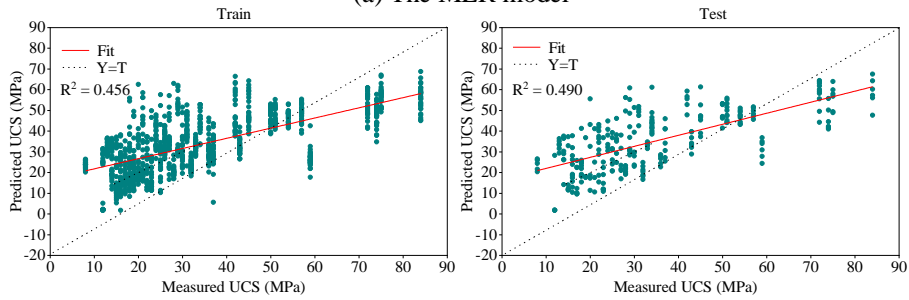 (a) The MLR model
Train
Test
Fit
Y=T
R² = 0.456
Predicted UCS (MPa)
90
80
70
60
50
40
30
20
10
0
-10
-20
0 10 20 30 40 50 60 70 80 90
Measured UCS (MPa)
Fit
Y=T
R² = 0.490
Predicted UCS (MPa)
90
80
70
60
50
40
30
20
10
0
-10
-20
0 10 20 30 40 50 60 70 80 90
Measured UCS (MPa)